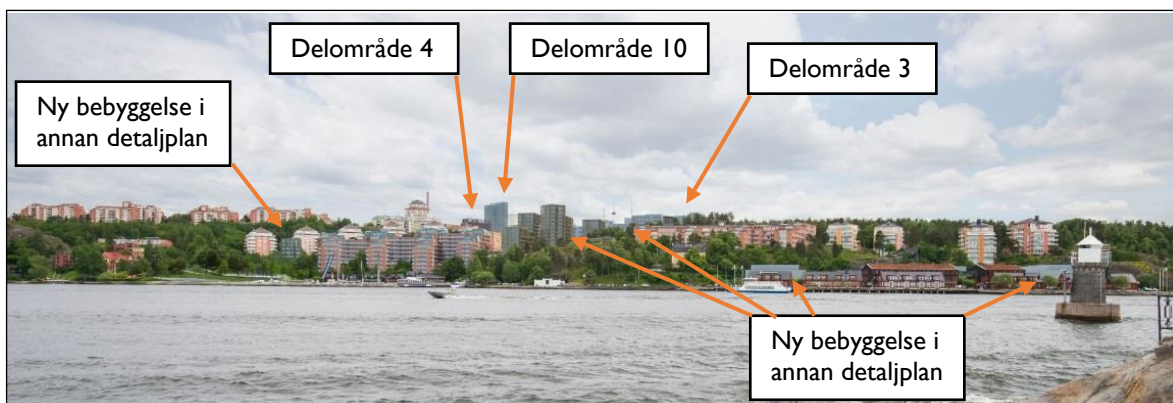 Delområde 4
Delområde 10
Delområde 3
Ny bebyggelse i
annan detaljplan
Ny bebyggelse i
annan detaljplan